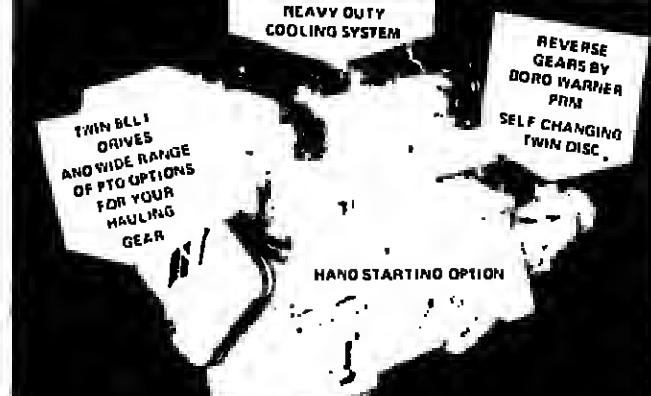 HEAVY DUTY
COOLING SYSTEM
REVERSE
GEARS BY
BORG WARNER
PRM
SELF CHANGING
TWIN DISC.
TWIN BELT
DRIVES
AND WIDE RANGE
OF PTO OPTIONS
FOR YOUR
HAULING
GEAR
HAND STARTING OPTION